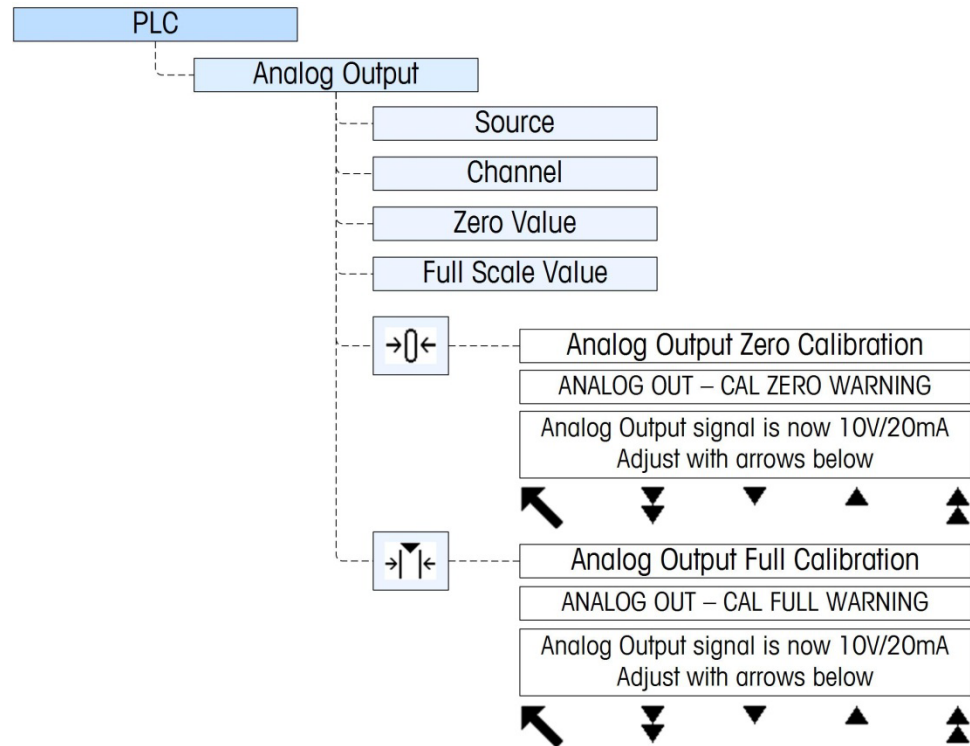 PLC
Analog Output
Source
Channel
Zero Value
Full Scale Value
Analog Output Zero Calibration
ANALOG OUT – CAL ZERO WARNING
Analog Output signal is now 10V/20mA
Adjust with arrows below
Analog Output Full Calibration
ANALOG OUT – CAL FULL WARNING
Analog Output signal is now 10V/20mA
Adjust with arrows below